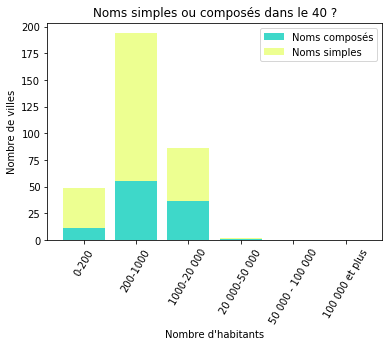 Noms simples ou composés dans le 40 ?
Noms composés
Noms simples
Nombre de villes
200
175
150
125
100
75
50
25
0
0-200
200-1000
1000-20 000
20 000-50 000
50 000 - 100 000
100 000 et plus
Nombre d'habitants